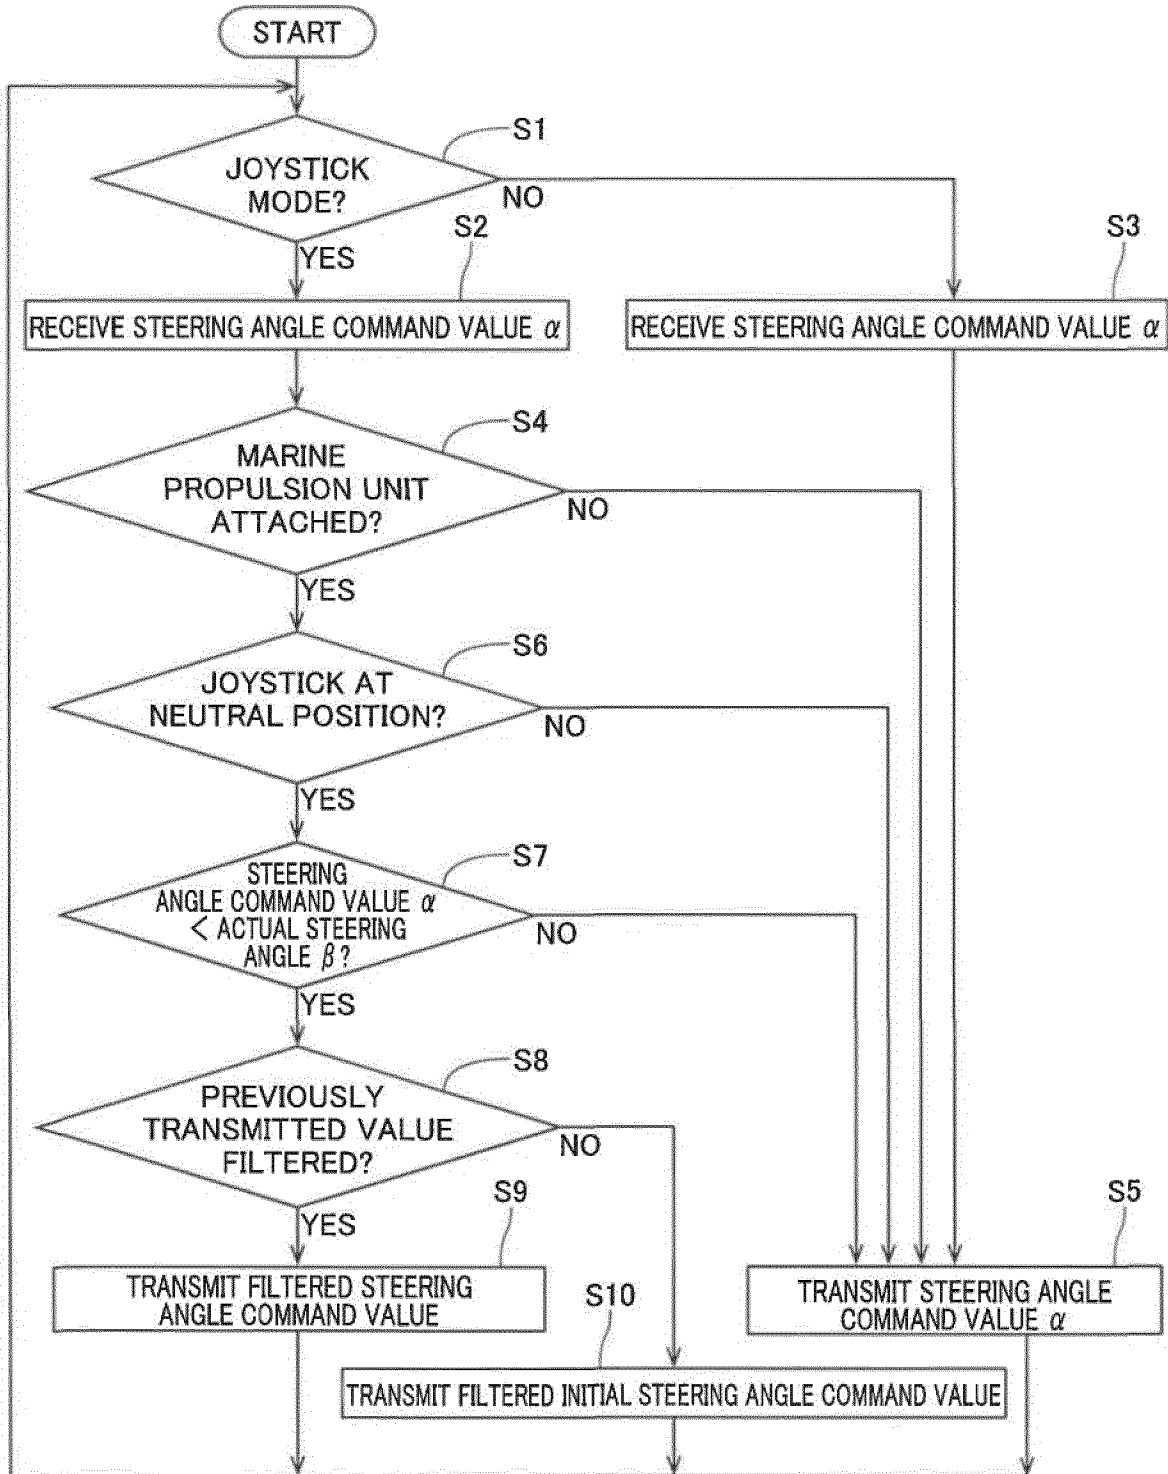 START
S1
JOYSTICK
MODE?
NO
YES
S2
S3
RECEIVE STEERING ANGLE COMMAND VALUE α
RECEIVE STEERING ANGLE COMMAND VALUE α
S4
MARINE
PROPULSION UNIT
ATTACHED?
NO
YES
S6
JOYSTICK AT
NEUTRAL POSITION?
NO
YES
S7
STEERING
ANGLE COMMAND VALUE α
< ACTUAL STEERING
ANGLE β?
NO
YES
S8
PREVIOUSLY
TRANSMITTED VALUE
FILTERED?
NO
YES
S9
S5
TRANSMIT FILTERED STEERING
ANGLE COMMAND VALUE
TRANSMIT STEERING ANGLE
COMMAND VALUE α
S10
TRANSMIT FILTERED INITIAL STEERING ANGLE COMMAND VALUE